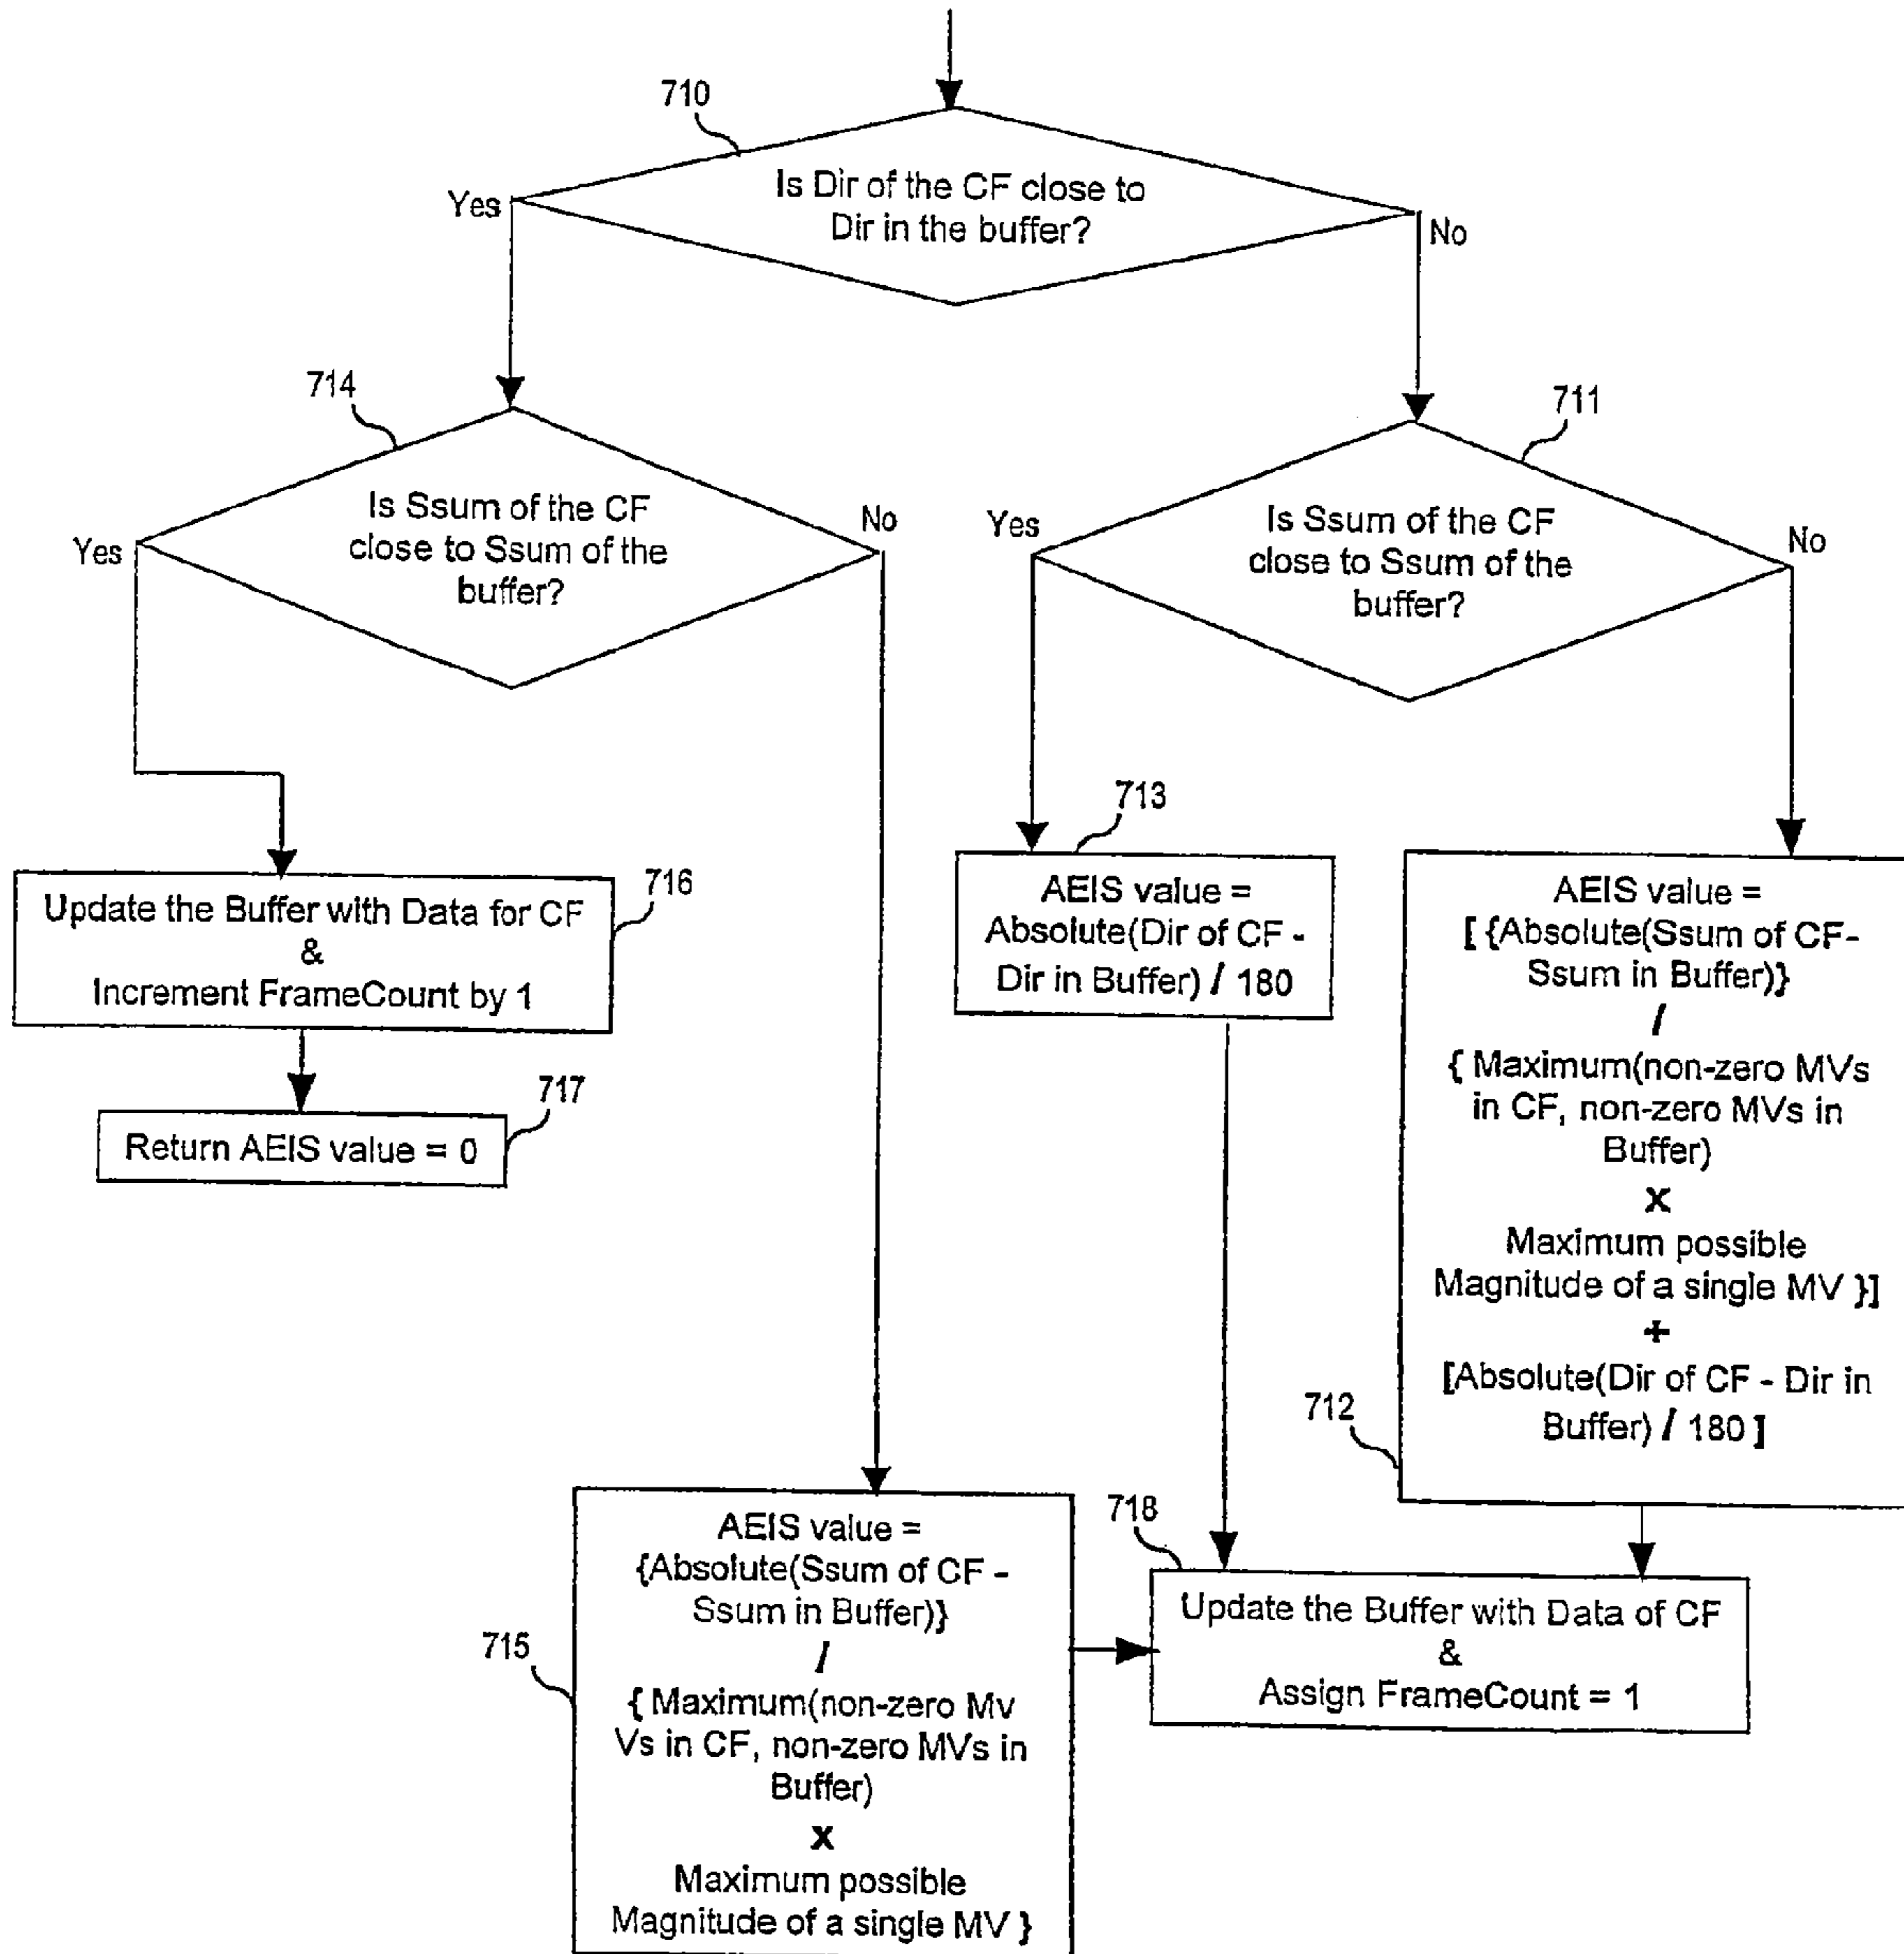 710
Is Dir of the CF close to
Dir in the buffer?
Yes
No
714
Is Ssum of the CF
close to Ssum of the
buffer?
Yes
No
711
Is Ssum of the CF
close to Ssum of the
buffer?
Yes
No
716
Update the Buffer with Data for CF
&
Increment FrameCount by 1
717
Return AEIS value = 0
713
AEIS value =
Absolute(Dir of CF -
Dir in Buffer) / 180
AEIS value =
[ {Absolute(Ssum of CF-
Ssum in Buffer)}
/
{ Maximum(non-zero MVs
in CF, non-zero MVs in
Buffer)
x
Maximum possible
Magnitude of a single MV }]
+
[Absolute(Dir of CF - Dir in
Buffer) / 180 ]
712
715
AEIS value =
{Absolute(Ssum of CF -
Ssum in Buffer)}
/
{ Maximum(non-zero Mv
Vs in CF, non-zero MVs in
Buffer)
x
Maximum possible
Magnitude of a single MV }
718
Update the Buffer with Data of CF
&
Assign FrameCount = 1